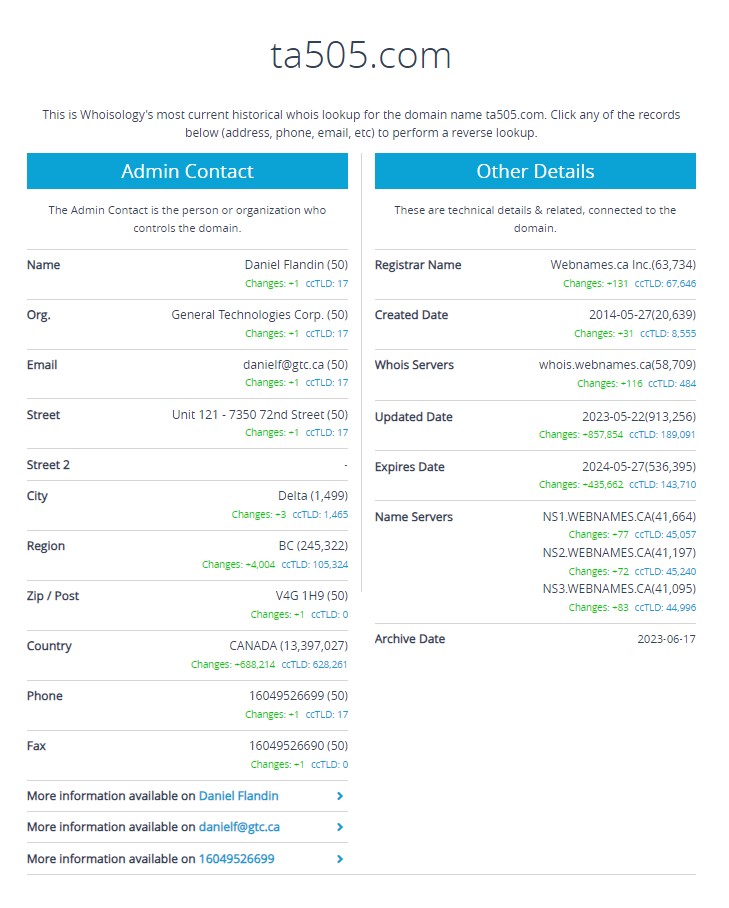 ta505.com
This is Whoisology's most current historical whois lookup for the domain name ta505.com. Click any of the records
below (address, phone, email, etc) to perform a reverse lookup.
Admin Contact
The Admin Contact is the person or organization who
controls the domain.
Name Daniel Flandin (50)
Changes: +1 ccTLD: 17
Org. General Technologies Corp. (50)
Changes: +1 ccTLD: 17
Email danielf@gtc.ca (50)
Changes: +1 ccTLD: 17
Street Unit 121 - 7350 72nd Street (50)
Changes: +1 ccTLD: 17
Street 2 -
City Delta (1,499)
Changes: +3 ccTLD: 1,465
Region BC (245,322)
Changes: +4,004 ccTLD: 105,324
Zip / Post V4G 1H9 (50)
Changes: +1 ccTLD: 0
Country CANADA (13,397,027)
Changes: +688,214 ccTLD: 628,261
Phone 16049526699 (50)
Changes: +1 ccTLD: 17
Fax 16049526690 (50)
Changes: +1 ccTLD: 0
More information available on Daniel Flandin
More information available on danielf@gtc.ca
More information available on 16049526699
Other Details
These are technical details & related, connected to the
domain.
Registrar Name Webnames.ca Inc.(63,734)
Changes: +131 ccTLD: 67,646
Created Date 2014-05-27(20,639)
Changes: +31 ccTLD: 8,555
Whois Servers whois.webnames.ca(58,709)
Changes: +116 ccTLD: 484
Updated Date 2023-05-22(913,256)
Changes: +857,854 ccTLD: 189,091
Expires Date 2024-05-27(536,395)
Changes: +435,662 ccTLD: 143,710
Name Servers NS1.WEBNAMES.CA(41,664)
Changes: +77 ccTLD: 45,057
NS2.WEBNAMES.CA(41,197)
Changes: +72 ccTLD: 45,240
NS3.WEBNAMES.CA(41,095)
Changes: +83 ccTLD: 44,996
Archive Date 2023-06-17